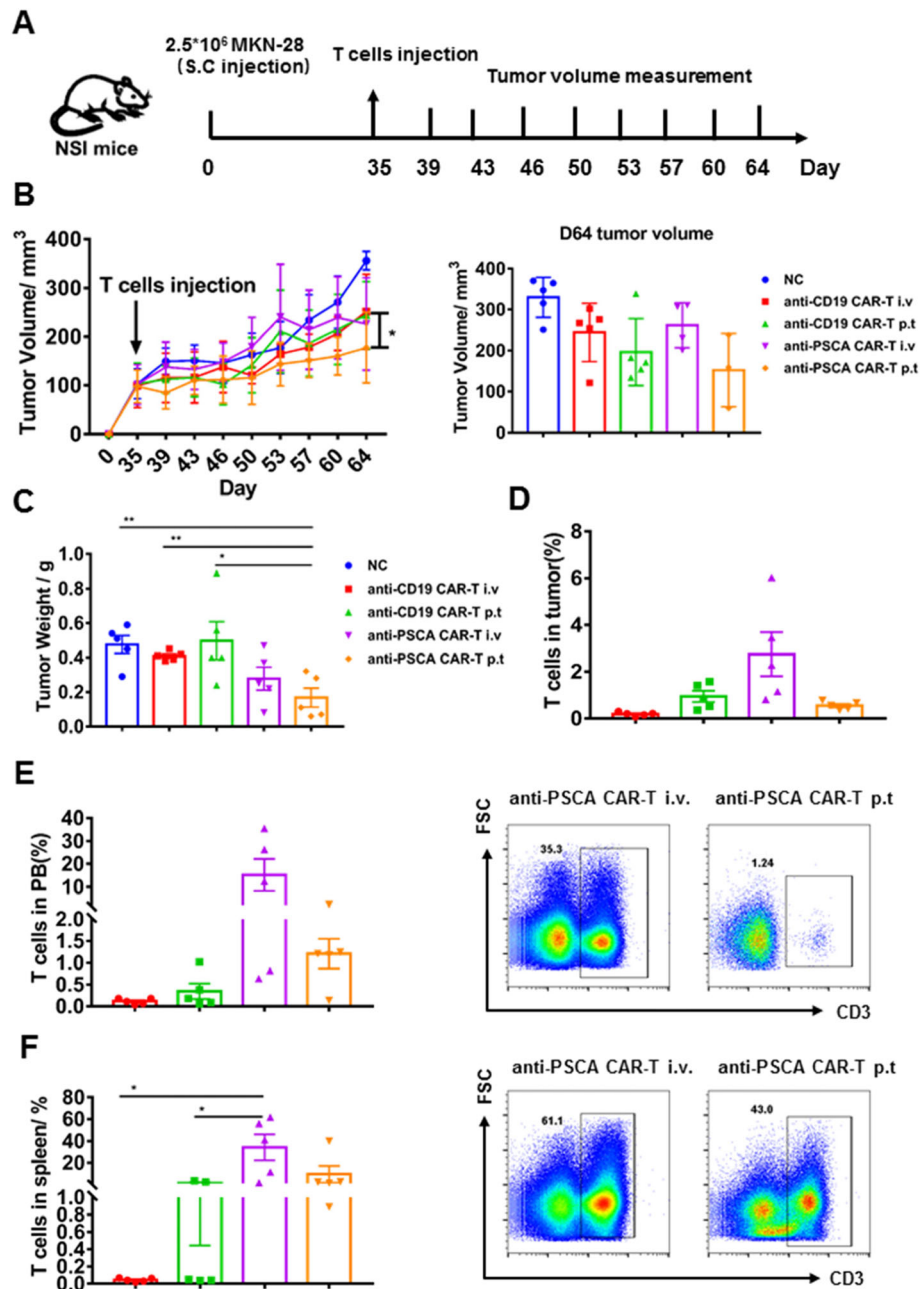 A
2.5*10⁶ MKN-28
(S.C injection)
T cells injection
Tumor volume measurement
NSI mice
0 35 39 43 46 50 53 57 60 64 Day
B
Tumor Volume/ mm³
400
300
200
100
0
T cells injection
*
0 35 39 43 46 50 53 57 60 64
Day
D64 tumor volume
Tumor Volume/ mm³
400
300
200
100
0
NC
anti-CD19 CAR-T i.v
anti-CD19 CAR-T p.t
anti-PSCA CAR-T i.v
anti-PSCA CAR-T p.t
C
Tumor Weight / g
1.0
0.8
0.6
0.4
0.2
0.0
**
**
*
NC
anti-CD19 CAR-T i.v
anti-CD19 CAR-T p.t
anti-PSCA CAR-T i.v
anti-PSCA CAR-T p.t
D
T cells in tumor(%)
8
6
4
2
0
E
T cells in PB(%)
40
30
20
10
2.0
1.5
1.0
0.5
0.0
anti-PSCA CAR-T i.v.
anti-PSCA CAR-T p.t
FSC
35.3
1.24
CD3
F
T cells in spleen/ %
80
60
40
20
1.0
0.8
0.6
0.4
0.2
0.0
*
*
anti-PSCA CAR-T i.v.
anti-PSCA CAR-T p.t
FSC
61.1
43.0
CD3